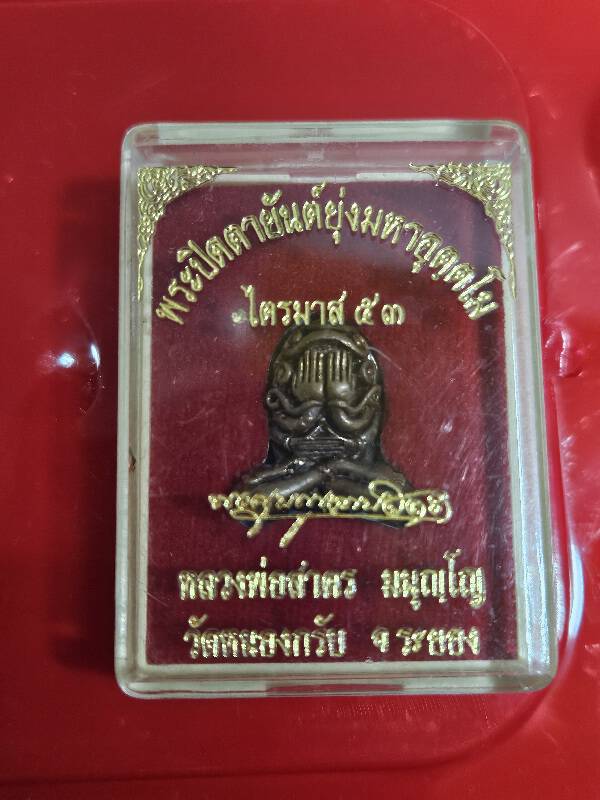 พระปิดตายันต์ยุ่งมหาอุตตโม
ไตรมาส ๕๓
หลวงพ่อสาคร มนุญโญ
วัดหนองกรับ จ ระยอง